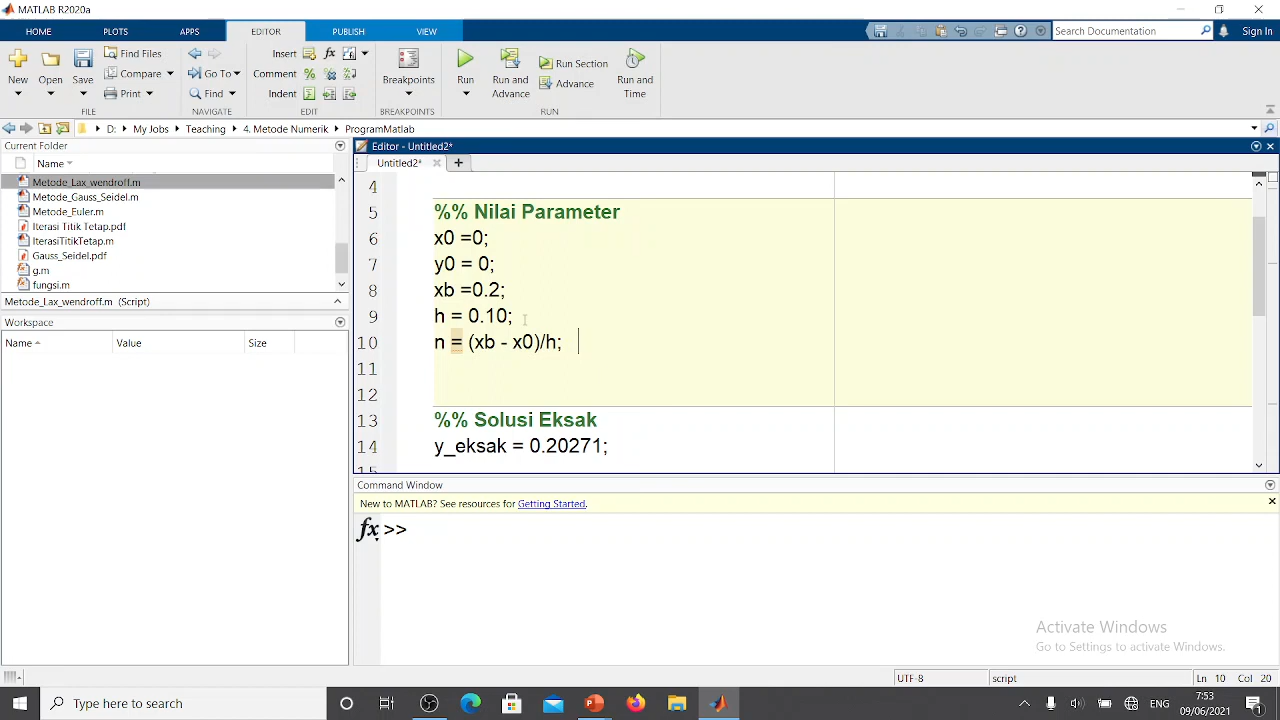 MATLAB R2020a
HOME PLOTS APPS EDITOR PUBLISH VIEW Search Documentation Sign In
New Open Save Find Files Compare Print Go To Find Insert fx Comment Indent Breakpoints Run Run and Advance Run Section Advance Run and Time
FILE NAVIGATE EDIT BREAKPOINTS RUN
D: My Jobs Teaching 4. Metode Numerik ProgramMatlab
Current Folder
Name
Metode_Lax_wendroff.m
Metode_Gauss_Seidel.m
Metode_Euler.m
Iterasi Titik Tetap.pdf
IterasiTitikTetap.m
Gauss_Seidel.pdf
g.m
fungsi.m
Metode_Lax_wendroff.m (Script)
Workspace
Name Value Size
Editor - Untitled2*
Untitled2*
4
5 %% Nilai Parameter
6 x0 =0;
7 y0 = 0;
8 xb =0.2;
9 h = 0.10;
10 n = (xb - x0)/h;
11
12
13 %% Solusi Eksak
14 y_eksak = 0.20271;
15
Command Window
New to MATLAB? See resources for Getting Started.
fx >>
Activate Windows
Go to Settings to activate Windows.
UTF-8 script Ln 10 Col 20
Type here to search
7:53
09/06/2021